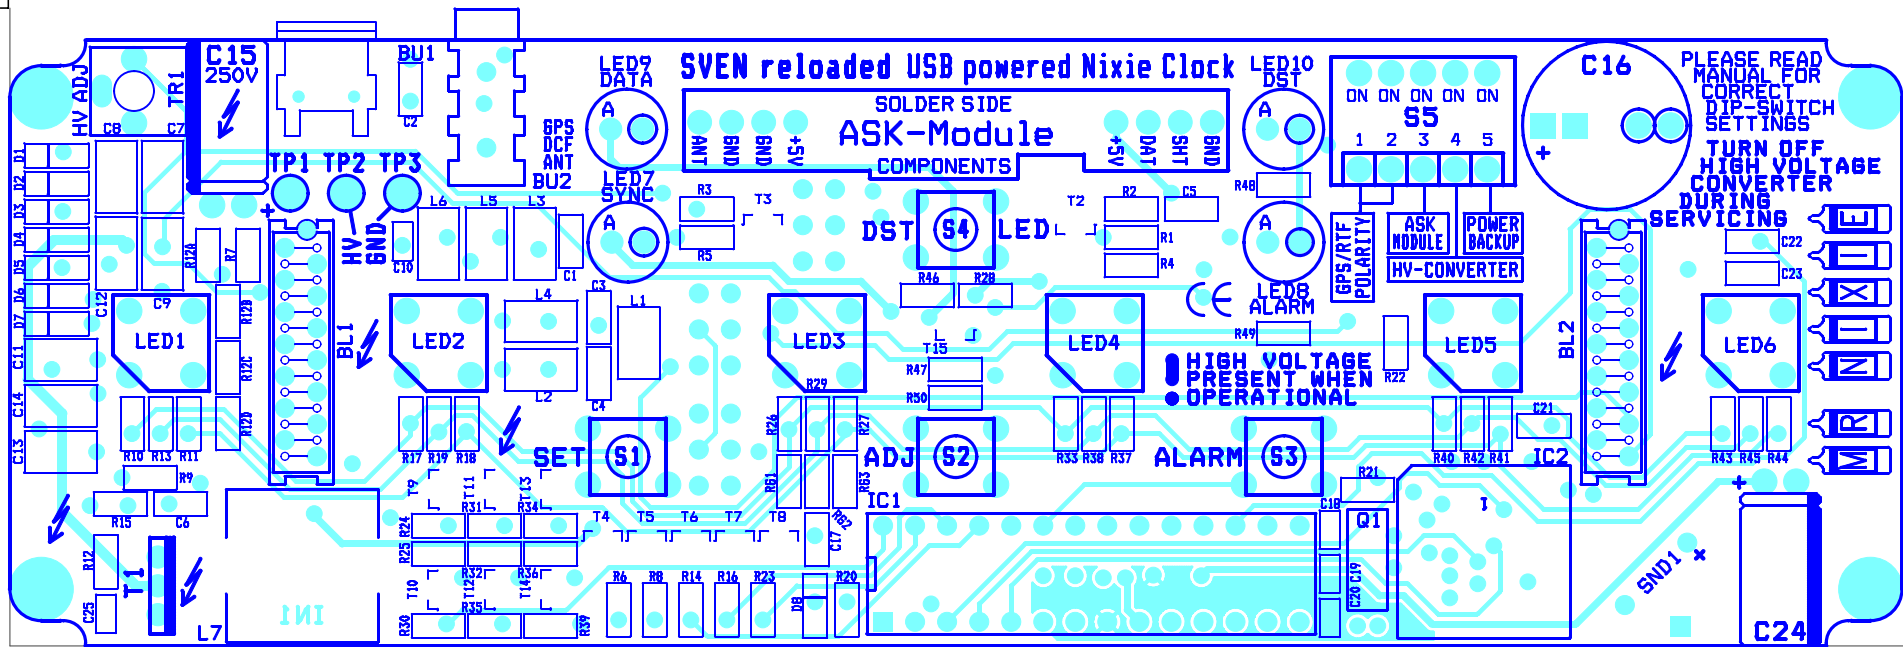 SVEN reloaded USB powered Nixie Clock
C15
250V
HV ADJ
TR1
C8
C7
BU1
C2
GPS
DCF
ANT
BU2
LED9
DATA
A
LED7
SYNC
A
SOLDER SIDE
ASK-Module
COMPONENTS
ANT
GND
GND
+5V
+5V
DAT
SHT
GND
LED10
DST
A
R48
A
LED8
ALARM
R49
ON ON ON ON ON
S5
1 2 3 4 5
GPS/RTF
POLARITY
ASK
MODULE
POWER
BACKUP
HV-CONVERTER
C16
+
PLEASE READ
MANUAL FOR
CORRECT
DIP-SWITCH
SETTINGS
TURN OFF
HIGH VOLTAGE
CONVERTER
DURING
SERVICING
D1
D2
D3
D4
D5
D6
D7
C11
C14
C13
C12
C9
TP1 TP2 TP3
+
HV
GND
R12A
R7
R12D
R12C
R12D
BL1
C10
L6
L5
L3
C1
R3
R5
T3
DST
S4
LED
R46
R28
T2
R2
C5
R1
R4
CE
L4
L2
C3
C4
L1
LED1
LED2
LED3
LED4
LED5
LED6
T15
R47
R50
R22
BL2
C22
C23
HIGH VOLTAGE
PRESENT WHEN
OPERATIONAL
R29
R26
R27
R10
R13
R11
R17
R19
R18
R33
R38
R37
R40
R42
R41
R43
R45
R44
C21
IC2
SET
S1
ADJ
S2
ALARM
S3
R61
R63
R62
C17
R9
R15
C6
R12
C25
T1
L7
IN1
T9
T11
T13
R24
R31
R34
R25
R32
R36
T10
T12
T14
R30
R35
R39
T4
T5
T6
T7
T8
R6
R8
R14
R16
R23
D8
R20
IC1
C18
C19
C20
R21
Q1
1
SND1
+
C24
E
I
X
I
N
R
M